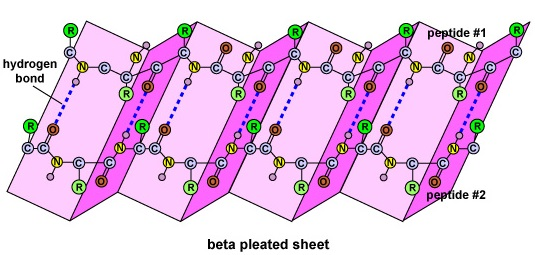 R R R R peptide #1 R
O O O
C C C C C
N N N N
hydrogen
bond
N C C C N C C C N C C C N C C C
O O O O
R R R R
R R R R
O O O O
C C N C C N C C N C C N C
N C C N C C N C C N C C
O O O O
R R R R
peptide #2
beta pleated sheet